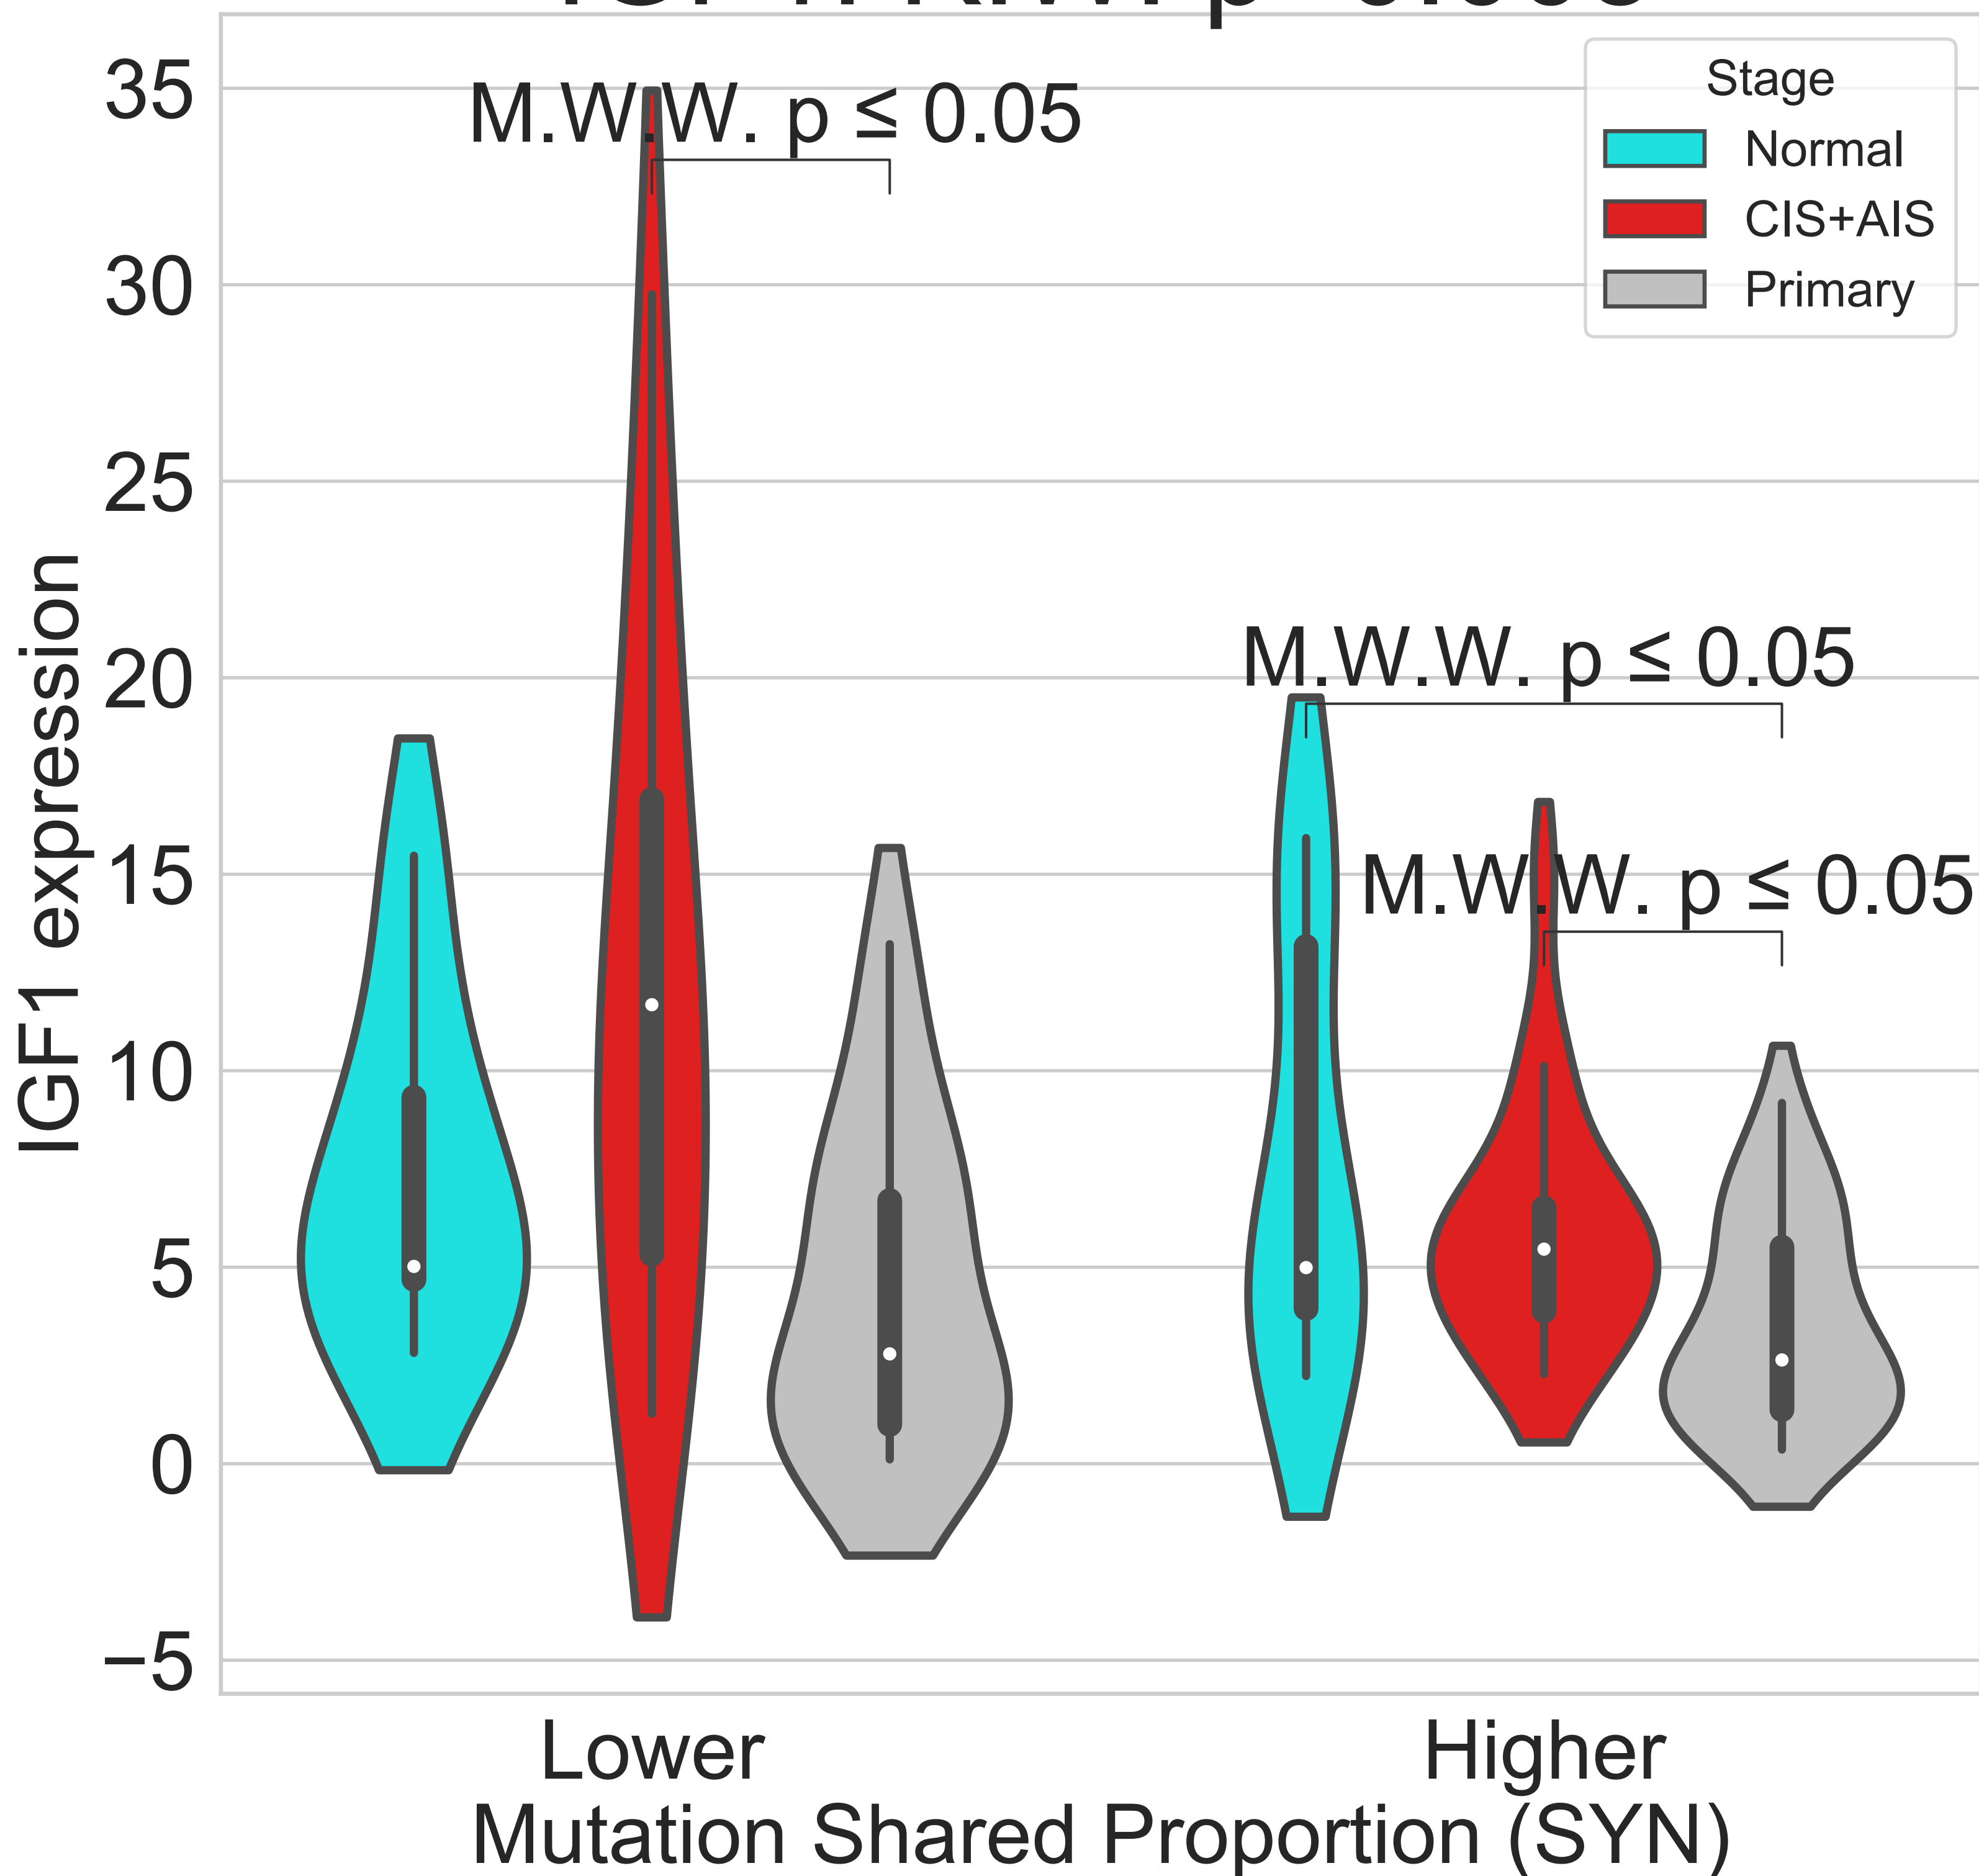 M.W.W. p ≤ 0.05
Stage
Normal
CIS+AIS
Primary
M.W.W. p ≤ 0.05
M.W.W. p ≤ 0.05
35
30
25
20
15
10
5
0
−5
IGF1 expression
Lower
Higher
Mutation Shared Proportion (SYN)